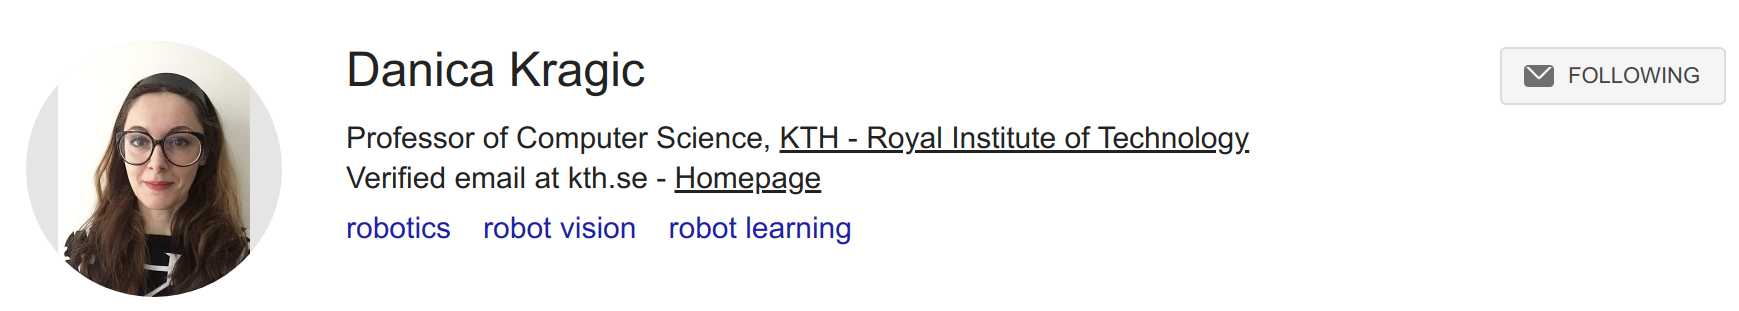 Danica Kragic
FOLLOWING
Professor of Computer Science, KTH - Royal Institute of Technology
Verified email at kth.se - Homepage
robotics robot vision robot learning